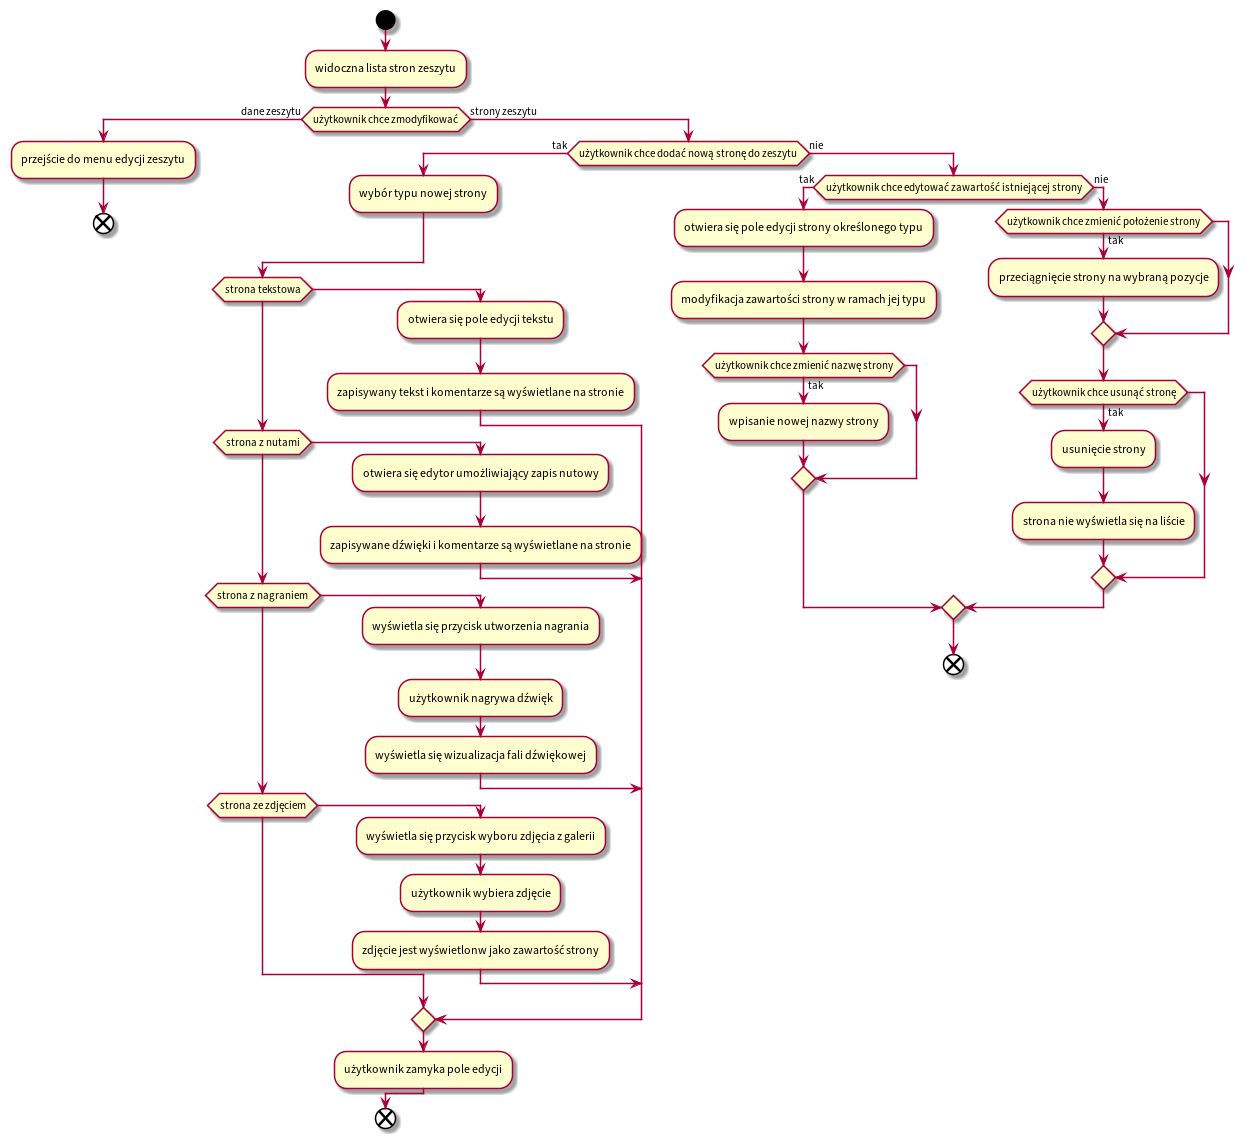 widoczna lista stron zeszytu
dane zeszytu
użytkownik chce zmodyfikować
strony zeszytu
przejście do menu edycji zeszytu
tak
użytkownik chce dodać nową stronę do zeszytu
nie
wybór typu nowej strony
strona tekstowa
otwiera się pole edycji tekstu
zapisywany tekst i komentarze są wyświetlane na stronie
strona z nutami
otwiera się edytor umożliwiający zapis nutowy
zapisywane dźwięki i komentarze są wyświetlane na stronie
strona z nagraniem
wyświetla się przycisk utworzenia nagrania
użytkownik nagrywa dźwięk
wyświetla się wizualizacja fali dźwiękowej
strona ze zdjęciem
wyświetla się przycisk wyboru zdjęcia z galerii
użytkownik wybiera zdjęcie
zdjęcie jest wyświetlonw jako zawartość strony
użytkownik zamyka pole edycji
tak
użytkownik chce edytować zawartość istniejącej strony
nie
otwiera się pole edycji strony określonego typu
modyfikacja zawartości strony w ramach jej typu
użytkownik chce zmienić nazwę strony
tak
wpisanie nowej nazwy strony
użytkownik chce zmienić położenie strony
tak
przeciągnięcie strony na wybraną pozycje
użytkownik chce usunąć stronę
tak
usunięcie strony
strona nie wyświetla się na liście